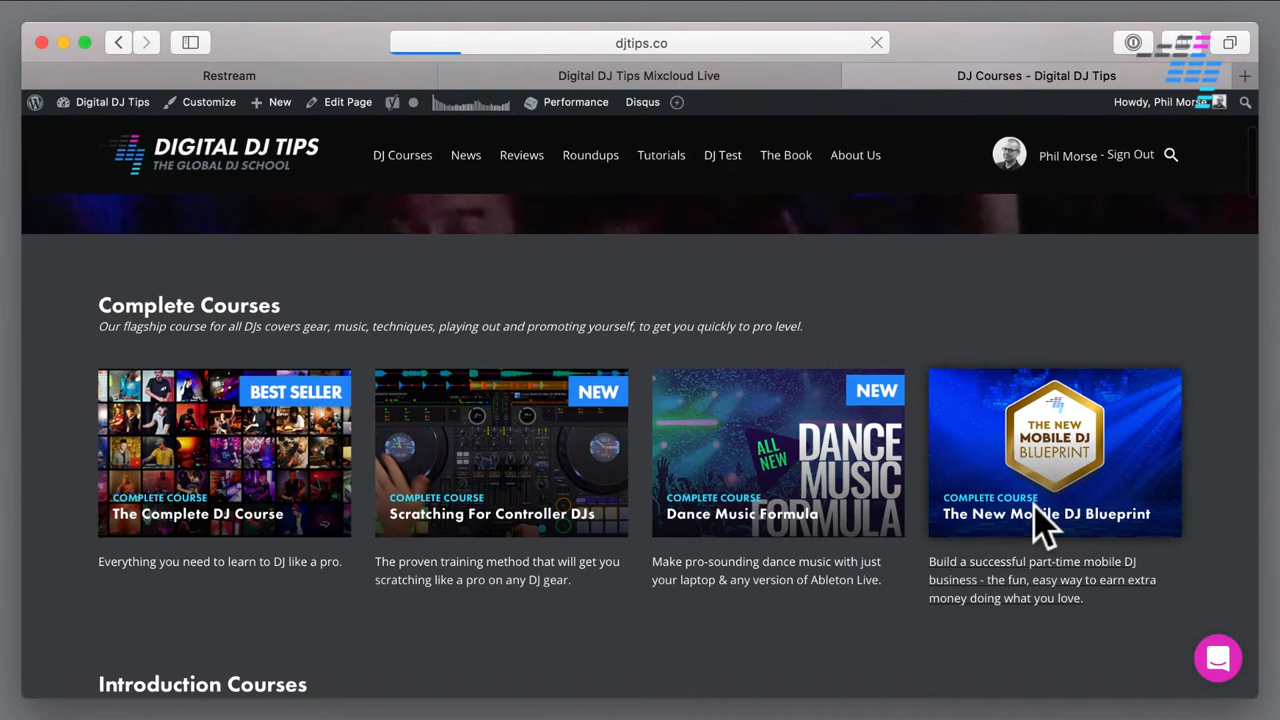 djtips.co
Restream
Digital DJ Tips Mixcloud Live
DJ Courses - Digital DJ Tips
Digital DJ Tips
Customize
New
Edit Page
Performance
Disqus
Howdy, Phil Morse
DIGITAL DJ TIPS
THE GLOBAL DJ SCHOOL
DJ Courses
News
Reviews
Roundups
Tutorials
DJ Test
The Book
About Us
Phil Morse - Sign Out
Complete Courses
Our flagship course for all DJs covers gear, music, techniques, playing out and promoting yourself, to get you quickly to pro level.
BEST SELLER
COMPLETE COURSE
The Complete DJ Course
Everything you need to learn to DJ like a pro.
NEW
COMPLETE COURSE
Scratching For Controller DJs
The proven training method that will get you
scratching like a pro on any DJ gear.
NEW
ALL
NEW
DANCE
MUSIC
FORMULA
COMPLETE COURSE
Dance Music Formula
Make pro-sounding dance music with just
your laptop & any version of Ableton Live.
THE NEW
MOBILE DJ
BLUEPRINT
COMPLETE COURSE
The New Mobile DJ Blueprint
Build a successful part-time mobile DJ
business - the fun, easy way to earn extra
money doing what you love.
Introduction Courses